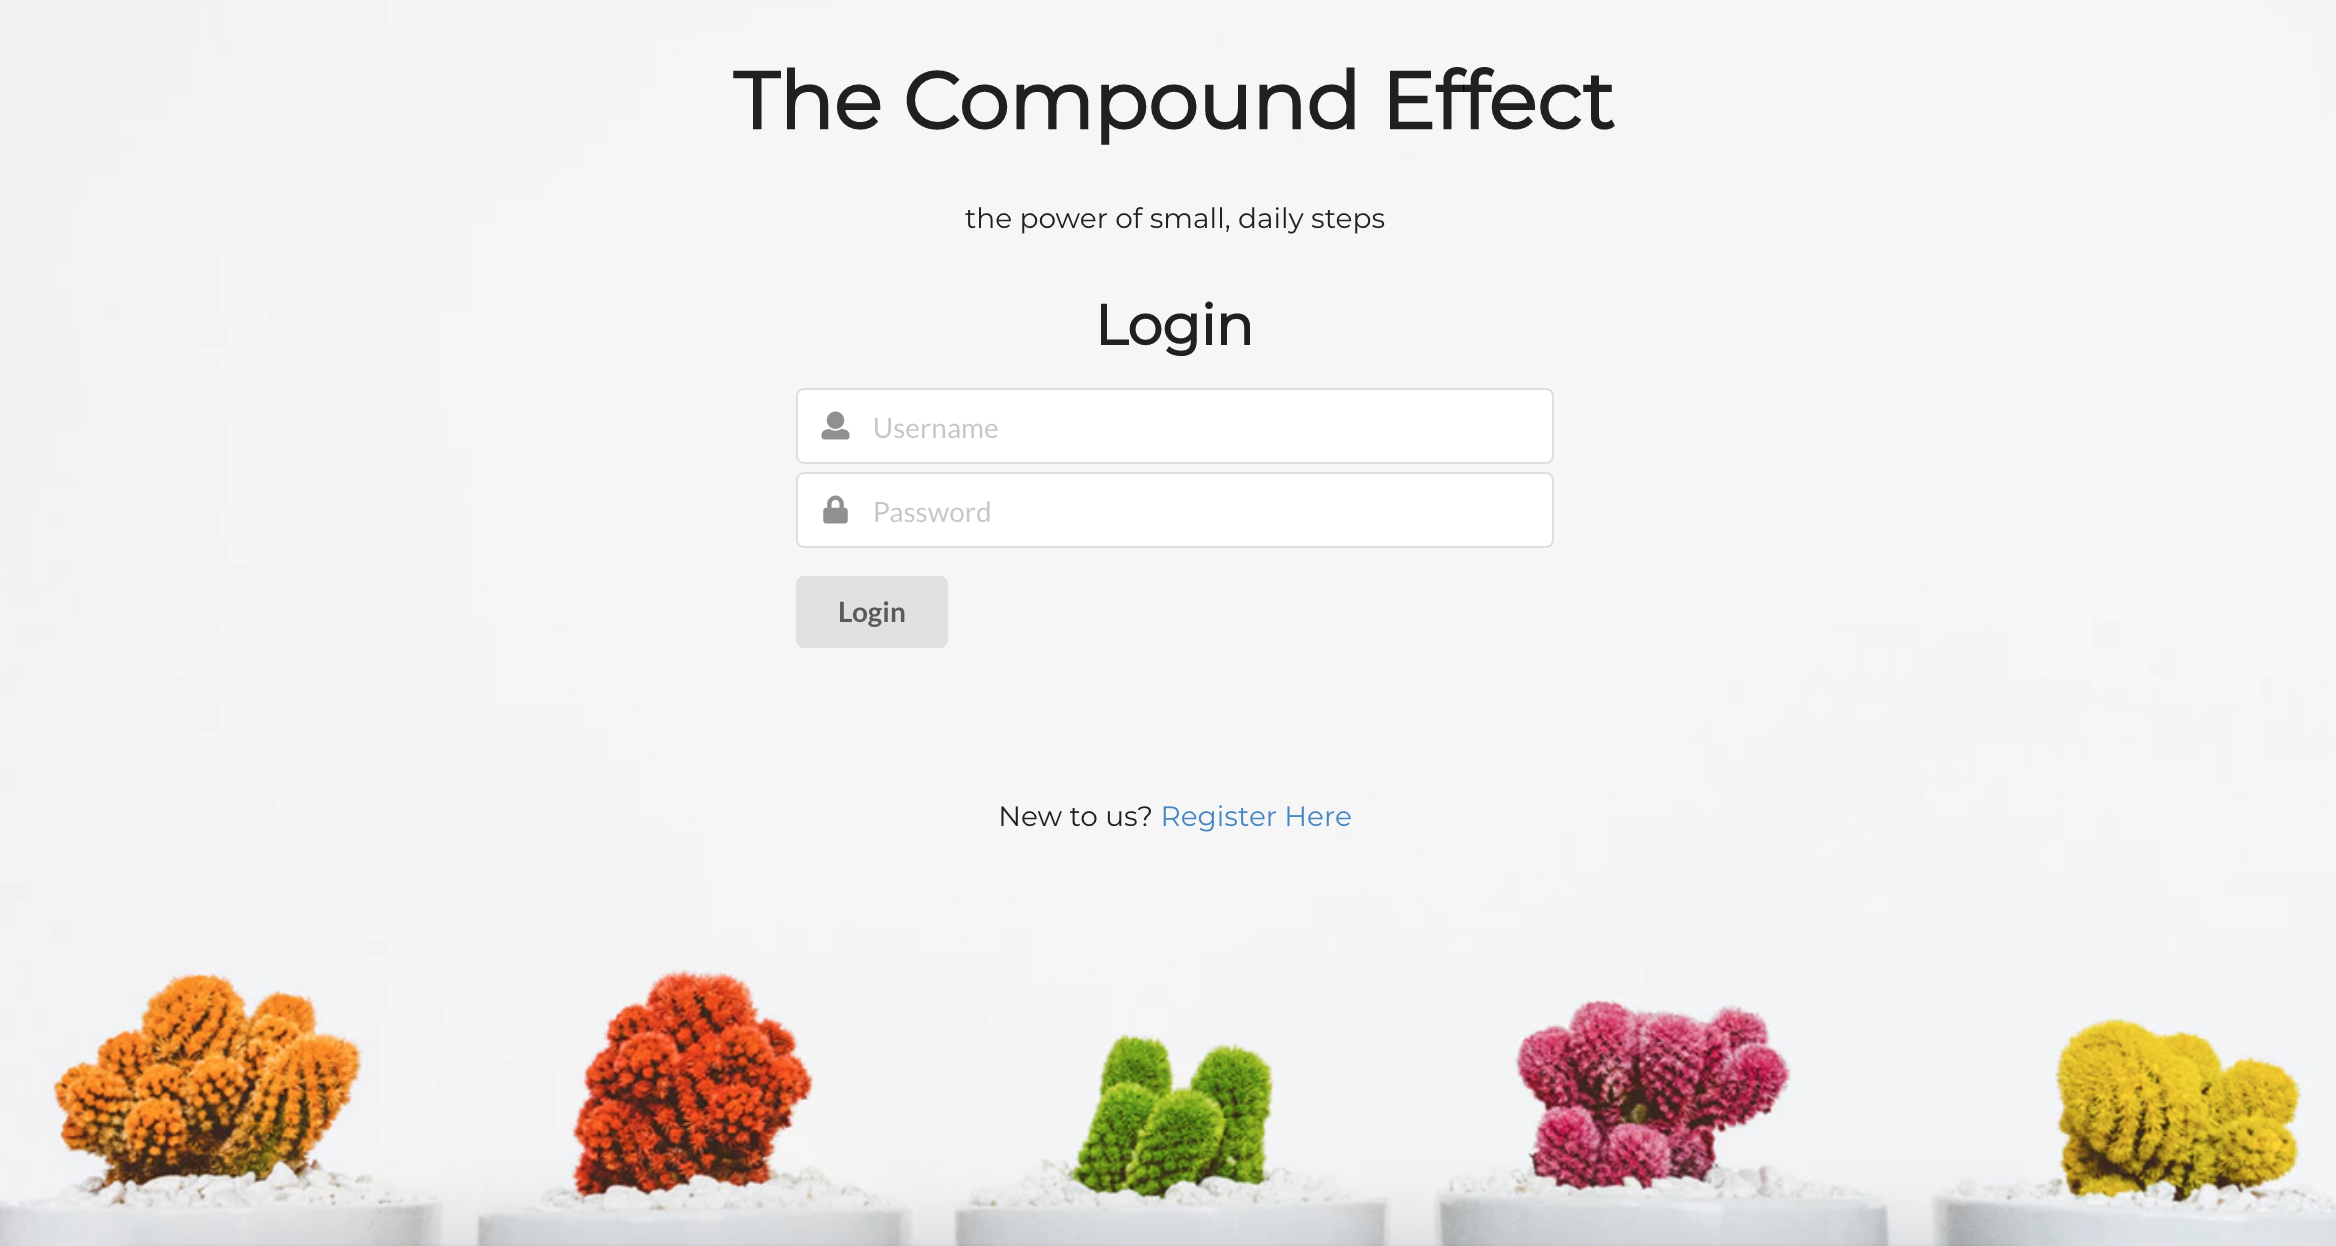 The Compound Effect
the power of small, daily steps
Login
Username
Password
Login
New to us? Register Here